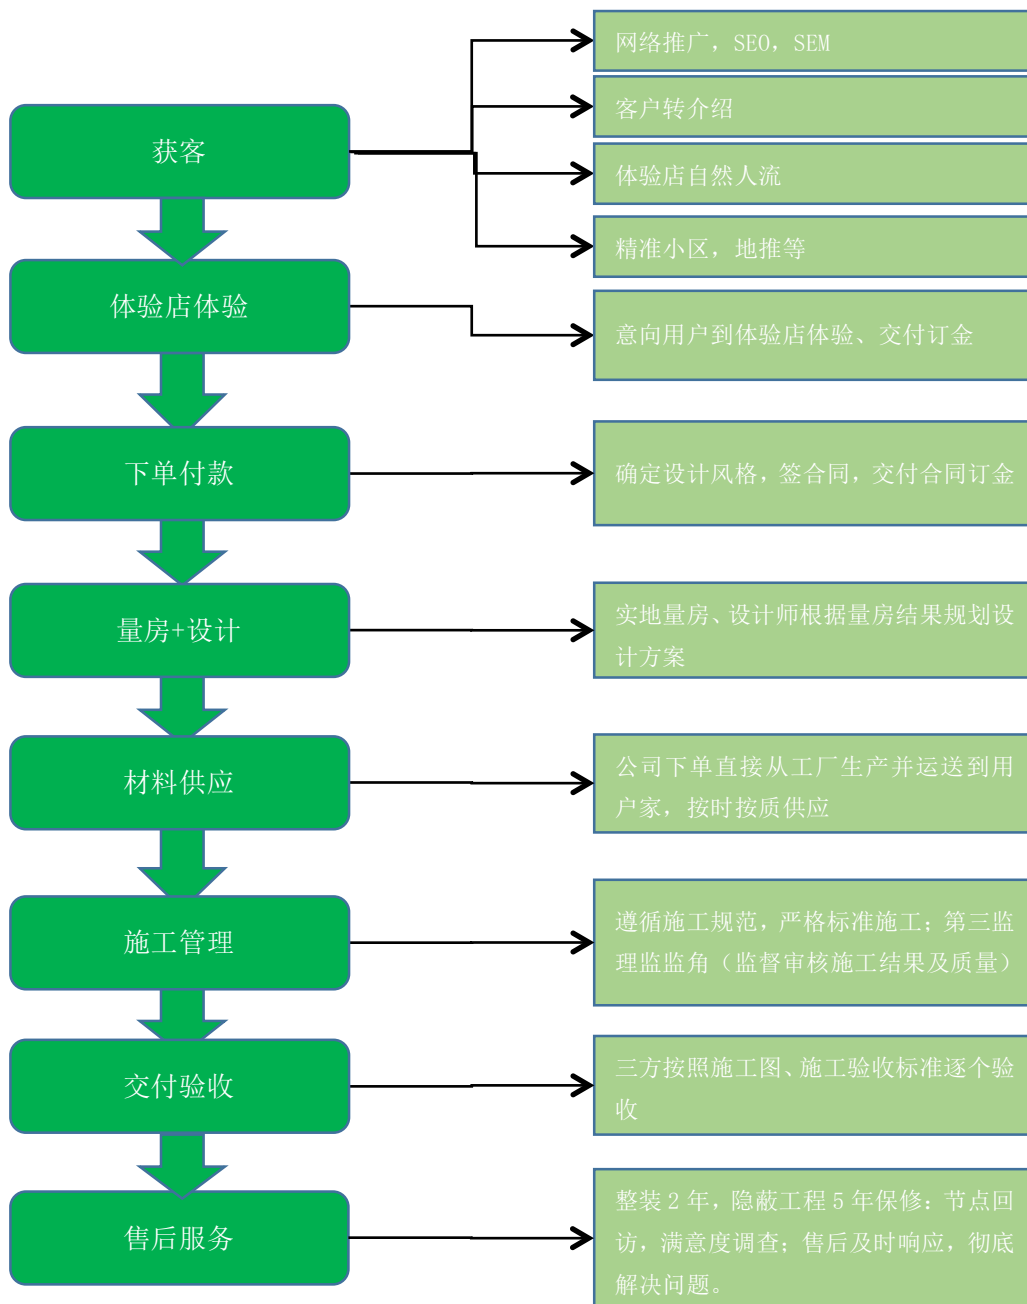 获客
网络推广，SEO，SEM
客户转介绍
体验店自然人流
精准小区，地推等
体验店体验
意向用户到体验店体验、交付订金
下单付款
确定设计风格，签合同，交付合同订金
量房+设计
实地量房、设计师根据量房结果规划设
计方案
材料供应
公司下单直接从工厂生产并运送到用
户家，按时按质供应
施工管理
遵循施工规范，严格标准施工；第三监
理监监角（监督审核施工结果及质量）
交付验收
三方按照施工图、施工验收标准逐个验
收
售后服务
整装 2 年，隐蔽工程 5 年保修：节点回
访，满意度调查；售后及时响应，彻底
解决问题。